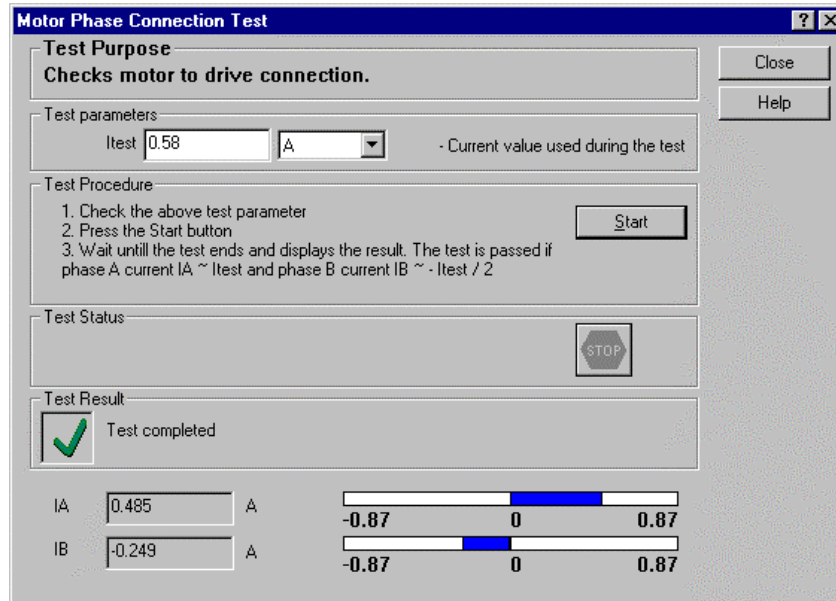 Motor Phase Connection Test
Test Purpose
Checks motor to drive connection.
Close
Help
Test parameters
Itest 0.58 A - Current value used during the test
Test Procedure
1. Check the above test parameter
2. Press the Start button
3. Wait untill the test ends and displays the result. The test is passed if
phase A current IA ~ Itest and phase B current IB ~ - Itest / 2
Start
Test Status
STOP
Test Result
Test completed
IA 0.485 A
-0.87 0 0.87
IB -0.249 A
-0.87 0 0.87